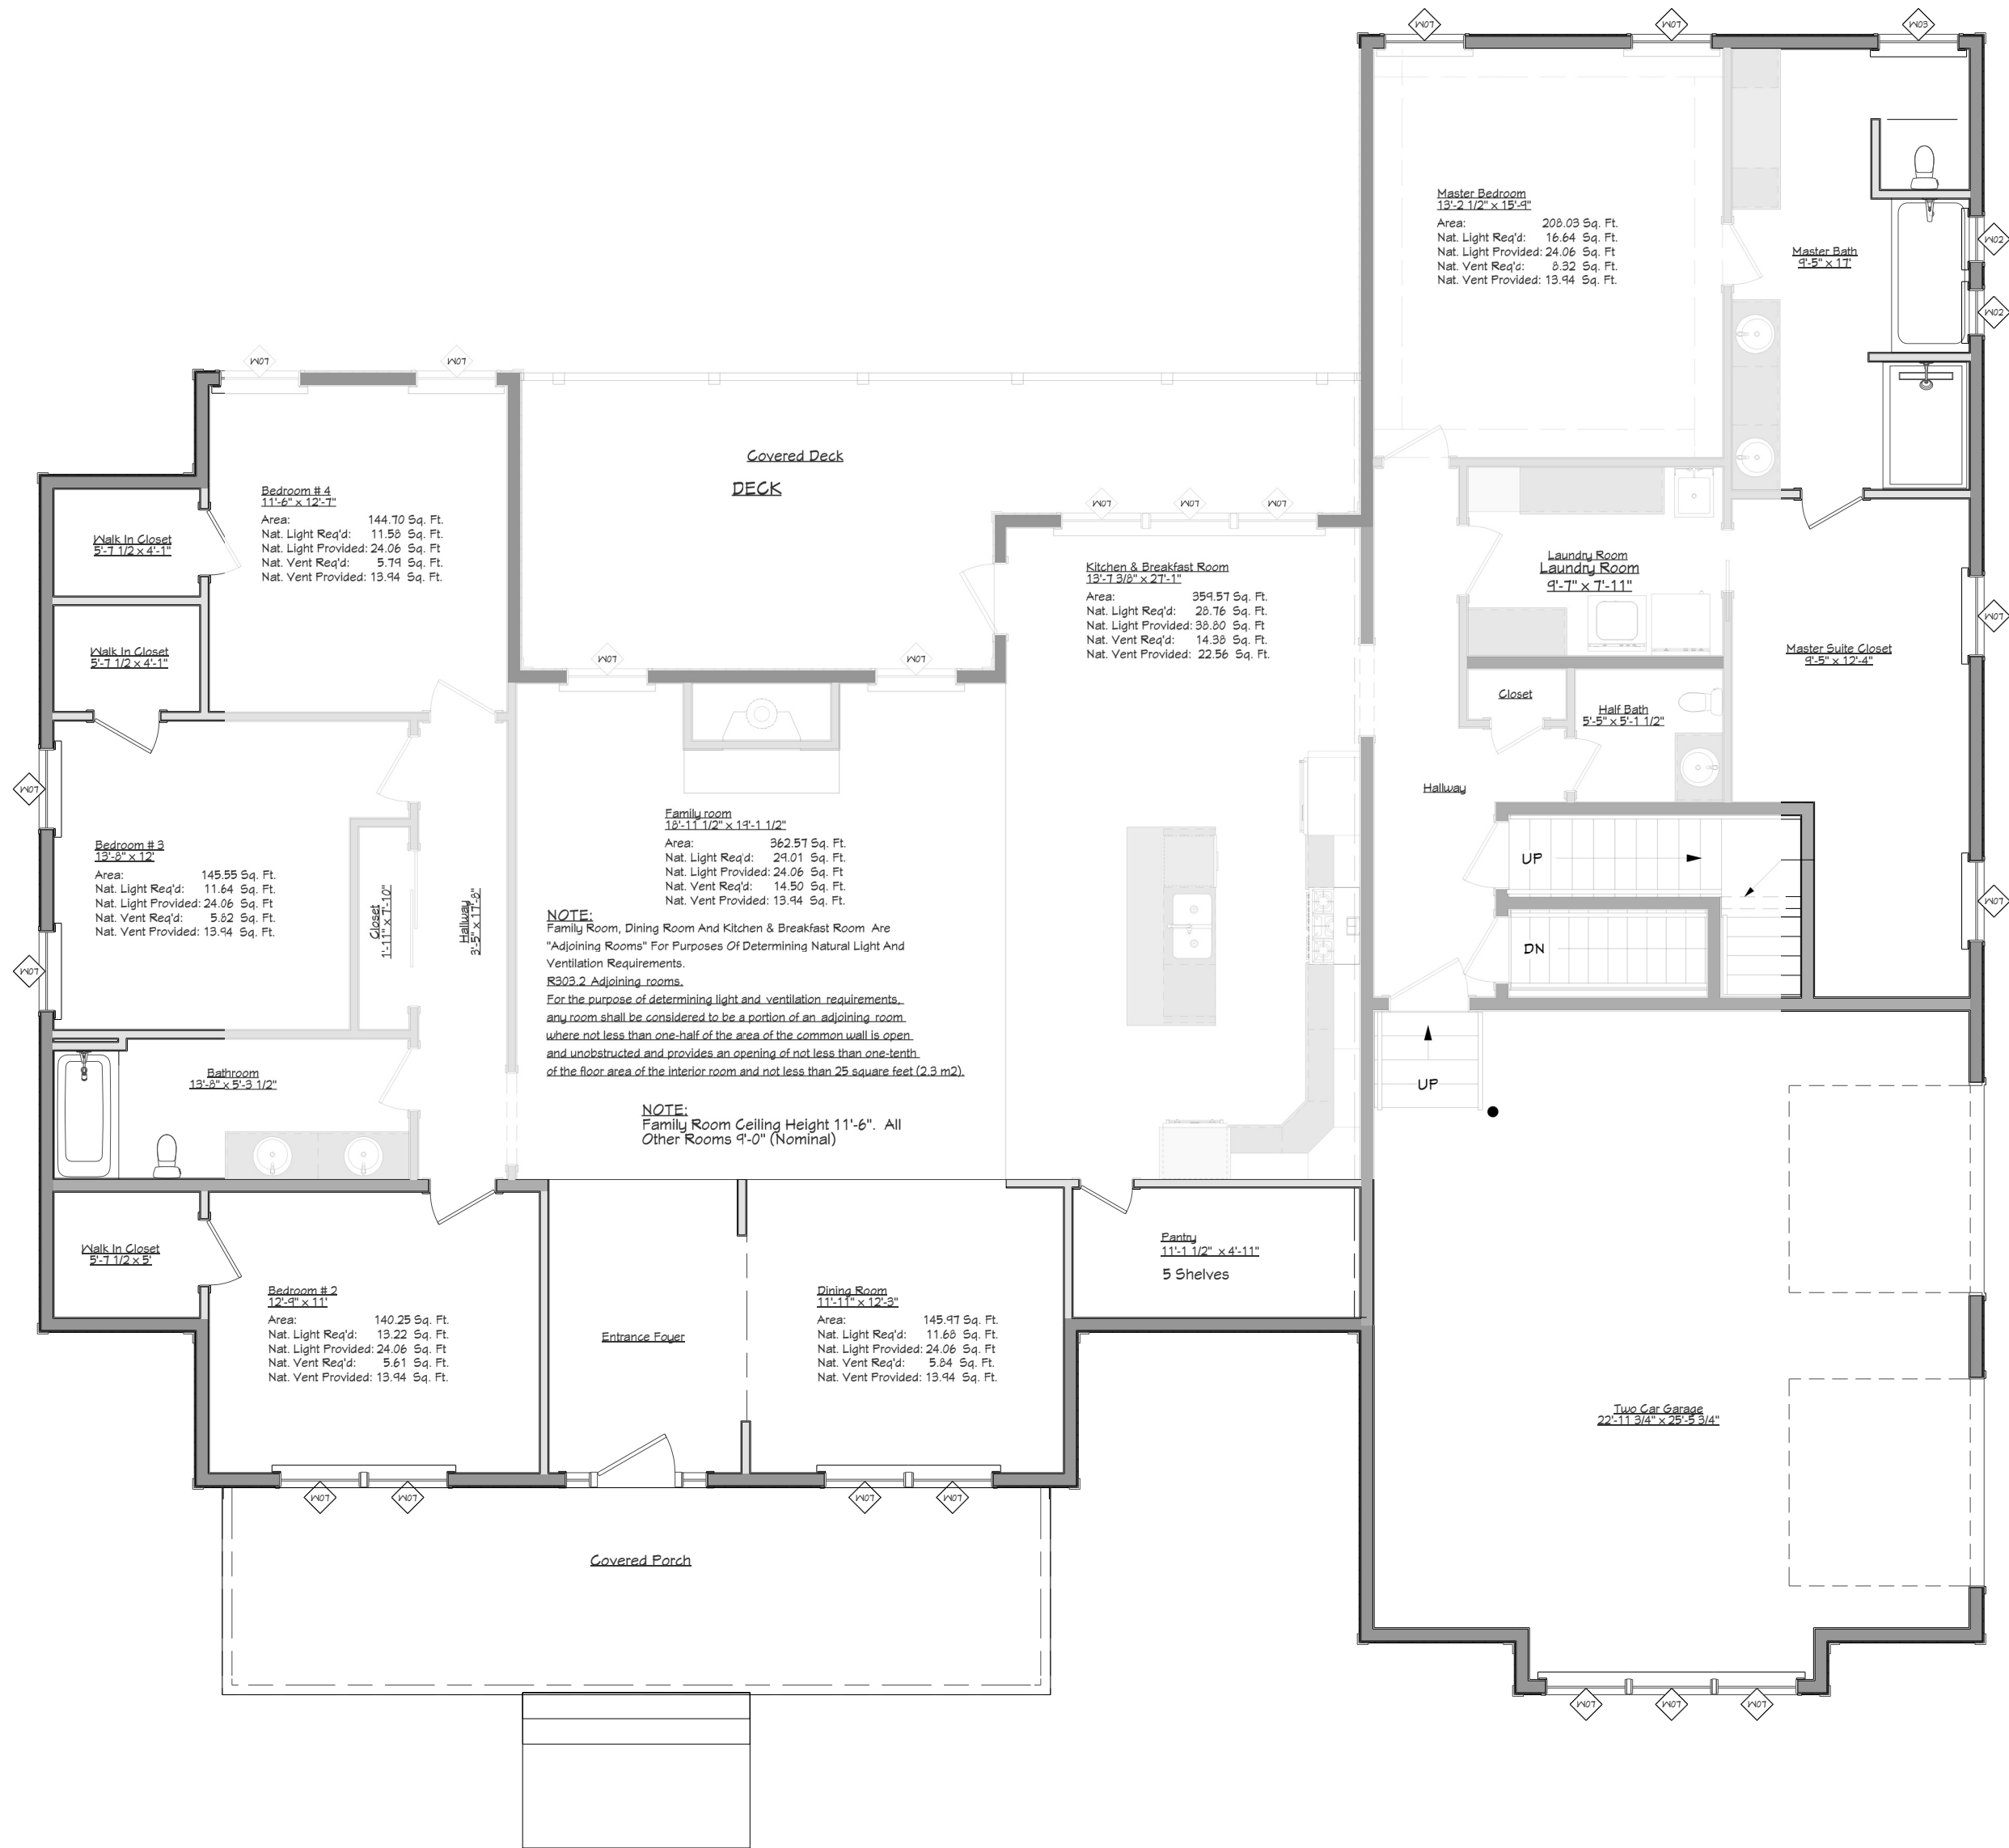 W07
W07
W03
Master Bedroom
13'-2 1/2" x 15'-9"
Area: 208.03 Sq. Ft.
Nat. Light Req'd: 16.64 Sq. Ft.
Nat. Light Provided: 24.06 Sq. Ft
Nat. Vent Req'd: 8.32 Sq. Ft.
Nat. Vent Provided: 13.94 Sq. Ft.
Master Bath
9'-5" x 17'
W02
W02
W07
W07
Covered Deck
DECK
Bedroom # 4
11'-6" x 12'-7"
Area: 144.70 Sq. Ft.
Nat. Light Req'd: 11.58 Sq. Ft.
Nat. Light Provided: 24.06 Sq. Ft
Nat. Vent Req'd: 5.79 Sq. Ft.
Nat. Vent Provided: 13.94 Sq. Ft.
Walk In Closet
5'-7 1/2 x 4'-1"
Walk In Closet
5'-7 1/2 x 4'-1"
W07
W07
W07
W07
W07
Kitchen & Breakfast Room
13'-7 3/8" x 27'-1"
Area: 359.57 Sq. Ft.
Nat. Light Req'd: 28.76 Sq. Ft.
Nat. Light Provided: 38.80 Sq. Ft
Nat. Vent Req'd: 14.38 Sq. Ft.
Nat. Vent Provided: 22.56 Sq. Ft.
Laundry Room
Laundry Room
9'-7" x 7'-11"
W07
Master Suite Closet
9'-5" x 12'-4"
Closet
Half Bath
5'-5" x 5'-1 1/2"
Hallway
W07
Bedroom # 3
13'-8" x 12'
Area: 145.55 Sq. Ft.
Nat. Light Req'd: 11.64 Sq. Ft.
Nat. Light Provided: 24.06 Sq. Ft
Nat. Vent Req'd: 5.82 Sq. Ft
Nat. Vent Provided: 13.94 Sq. Ft.
W07
Closet
1'-11" x 7'-10"
Hallway
3'-5" x 17'-8"
Family room
18'-11 1/2" x 19'-1 1/2"
Area: 362.57 Sq. Ft.
Nat. Light Req'd: 29.01 Sq. Ft.
Nat. Light Provided: 24.06 Sq. Ft
Nat. Vent Req'd: 14.50 Sq. Ft.
Nat. Vent Provided: 13.94 Sq. Ft.
NOTE:
Family Room, Dining Room And Kitchen & Breakfast Room Are
"Adjoining Rooms" For Purposes Of Determining Natural Light And
Ventilation Requirements.
R303.2 Adjoining rooms.
For the purpose of determining light and ventilation requirements,
any room shall be considered to be a portion of an adjoining room
where not less than one-half of the area of the common wall is open
and unobstructed and provides an opening of not less than one-tenth
of the floor area of the interior room and not less than 25 square feet (2.3 m2).
NOTE:
Family Room Ceiling Height 11'-6". All
Other Rooms 9'-0" (Nominal)
UP
DN
W07
UP
Bathroom
13'-8" x 5'-3 1/2"
Walk In Closet
5'-7 1/2 x 5'
Bedroom # 2
12'-9" x 11'
Area: 140.25 Sq. Ft.
Nat. Light Req'd: 13.22 Sq. Ft.
Nat. Light Provided: 24.06 Sq. Ft
Nat. Vent Req'd: 5.61 Sq. Ft.
Nat. Vent Provided: 13.94 Sq. Ft.
Entrance Foyer
Dining Room
11'-11" x 12'-3"
Area: 145.97 Sq. Ft.
Nat. Light Req'd: 11.68 Sq. Ft.
Nat. Light Provided: 24.06 Sq. Ft
Nat. Vent Req'd: 5.84 Sq. Ft
Nat. Vent Provided: 13.94 Sq. Ft.
Pantry
11'-1 1/2" x 4'-11"
5 Shelves
Two Car Garage
22'-11 3/4" x 25'-5 3/4"
W07
W07
W07
W07
Covered Porch
W07
W07
W07